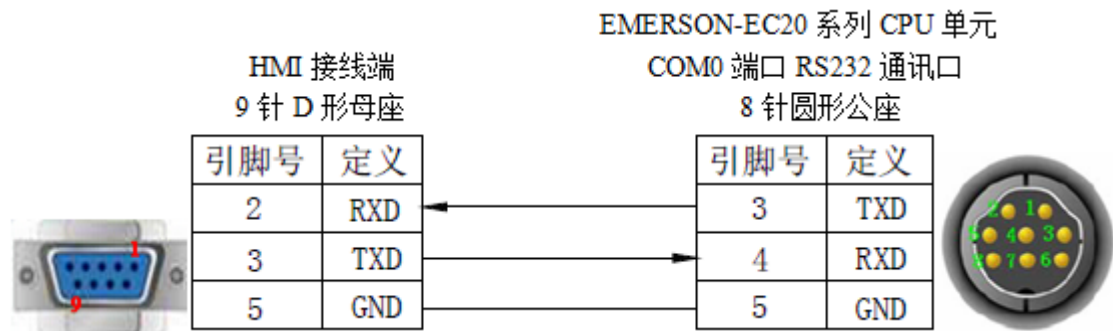 EMERSON-EC20 系列 CPU 单元
HMI 接线端
COM0 端口 RS232 通讯口
9 针 D 形母座
8 针圆形公座
引脚号 定义
引脚号 定义
2 RXD
3 TXD
3 TXD
4 RXD
5 GND
5 GND
1
9
2 1
5 4 3
8 7 6